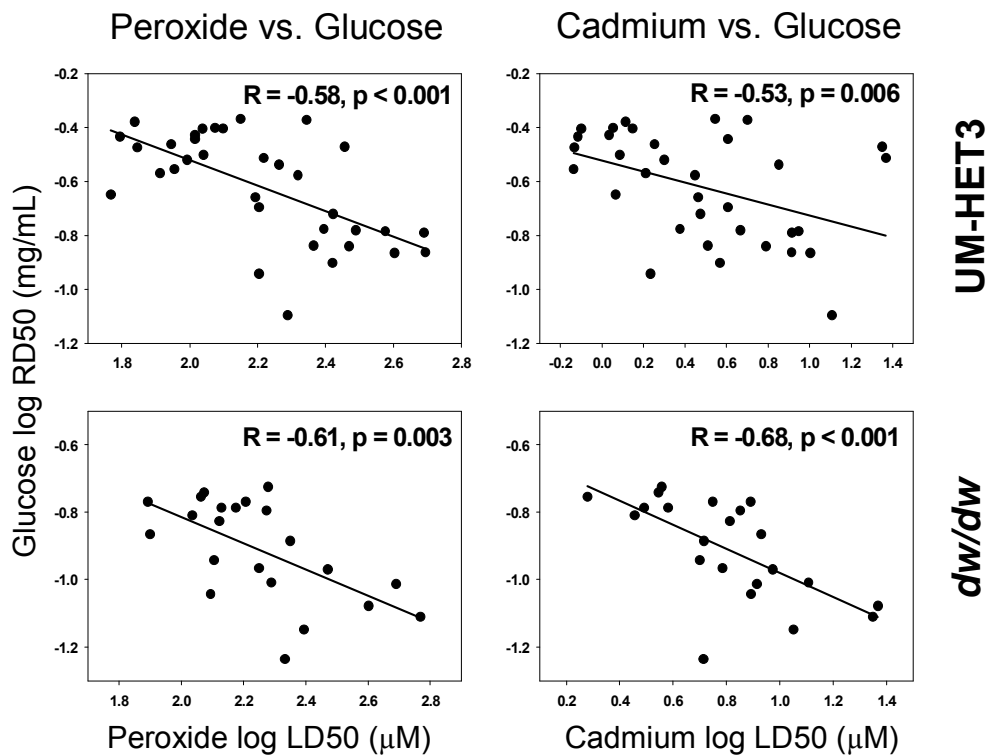 Peroxide vs. Glucose
Cadmium vs. Glucose
R = -0.58, p < 0.001
R = -0.53, p = 0.006
-0.2
-0.4
-0.6
-0.8
-1.0
-1.2
1.8 2.0 2.2 2.4 2.6 2.8
-0.2
-0.4
-0.6
-0.8
-1.0
-1.2
-0.2 0.0 0.2 0.4 0.6 0.8 1.0 1.2 1.4
UM-HET3
Glucose log RD50 (mg/mL)
R = -0.61, p = 0.003
R = -0.68, p < 0.001
-0.6
-0.8
-1.0
-1.2
1.8 2.0 2.2 2.4 2.6 2.8
-0.6
-0.8
-1.0
-1.2
0.2 0.4 0.6 0.8 1.0 1.2 1.4
dw/dw
Peroxide log LD50 (μM)
Cadmium log LD50 (μM)